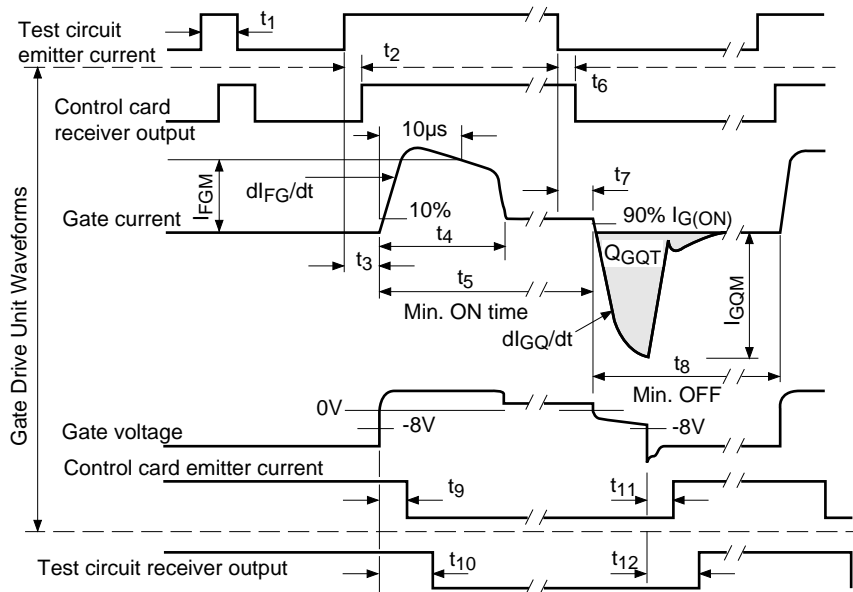 Test circuit
emitter current
t1
t2
t6
Control card
receiver output
10µs
t7
IFGM
dIFG/dt
Gate current
10%
90% IG(ON)
t4
QGQT
t3
t5
Min. ON time
IGQM
dIGQ/dt
t8
Min. OFF
Gate Drive Unit Waveforms
0V
-8V
-8V
Gate voltage
Control card emitter current
t9
t11
Test circuit receiver output
t10
t12